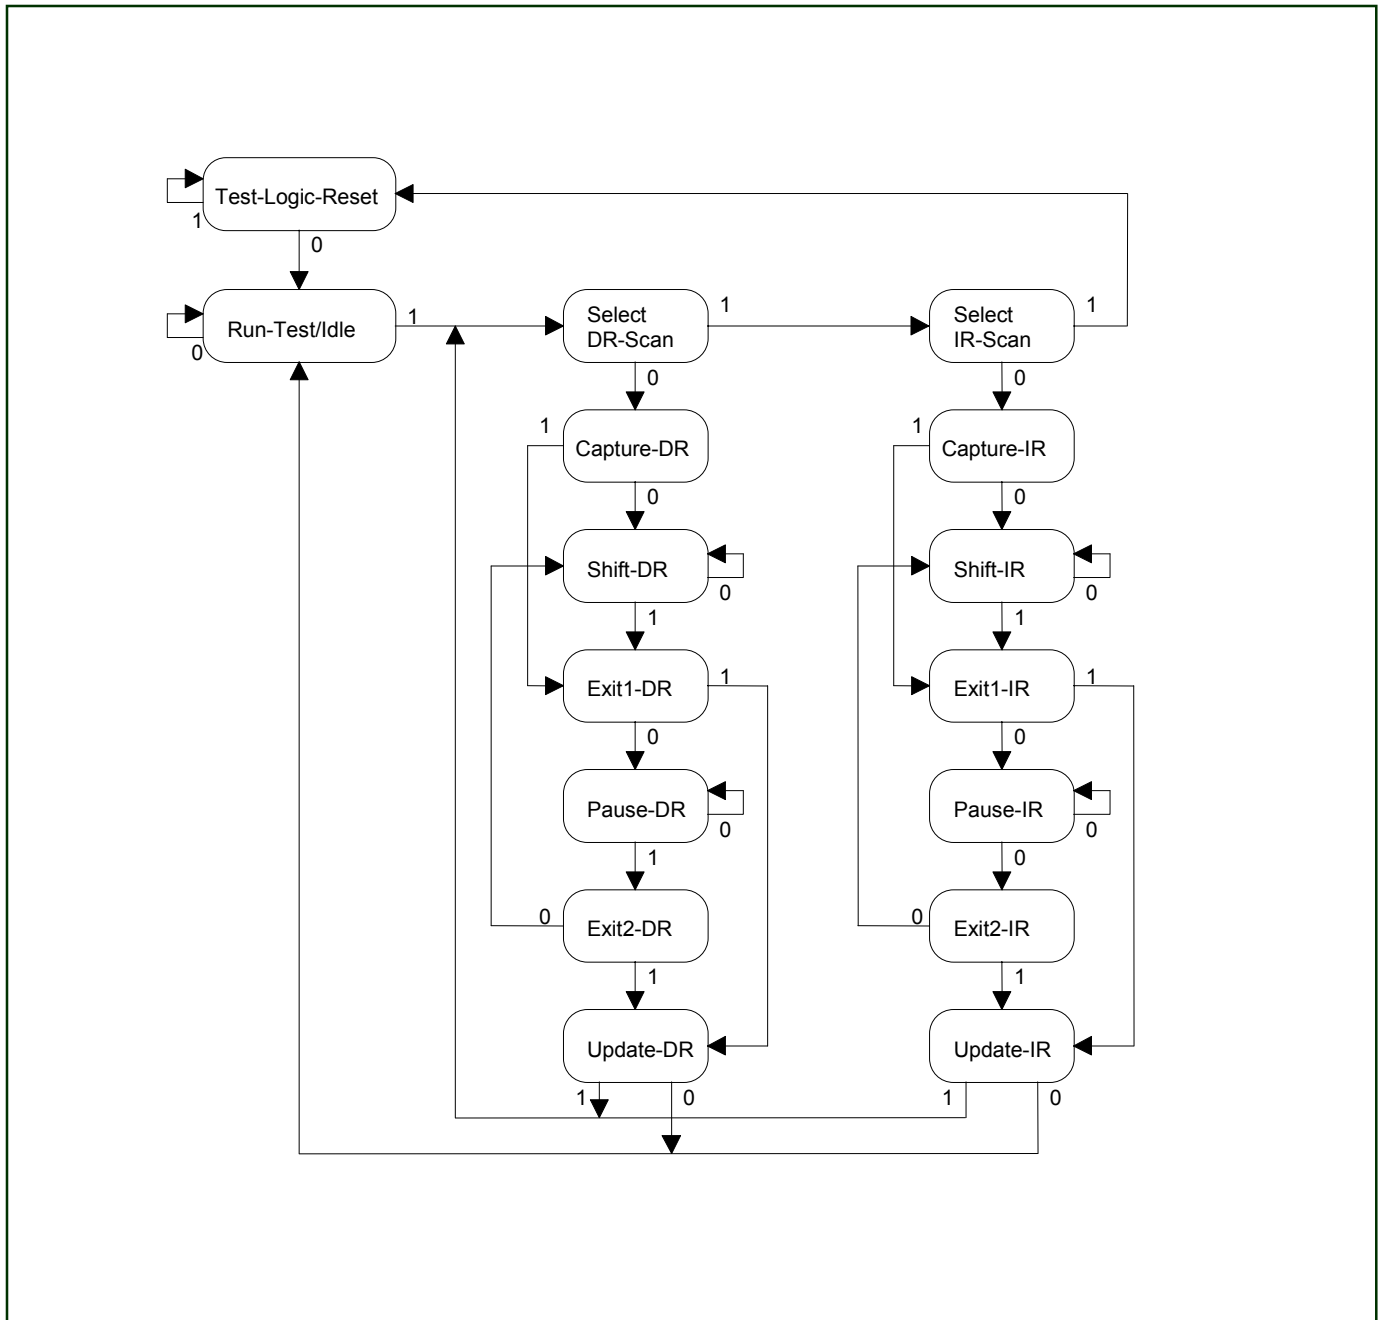 Test-Logic-Reset
1
0
Run-Test/Idle
1
0
Select
DR-Scan
1
0
Select
IR-Scan
1
0
1
Capture-DR
0
1
Capture-IR
0
Shift-DR
0
1
Shift-IR
0
1
Exit1-DR
1
0
Exit1-IR
1
0
Pause-DR
0
1
Pause-IR
0
0
0
Exit2-DR
1
0
Exit2-IR
1
Update-DR
1
0
Update-IR
1
0